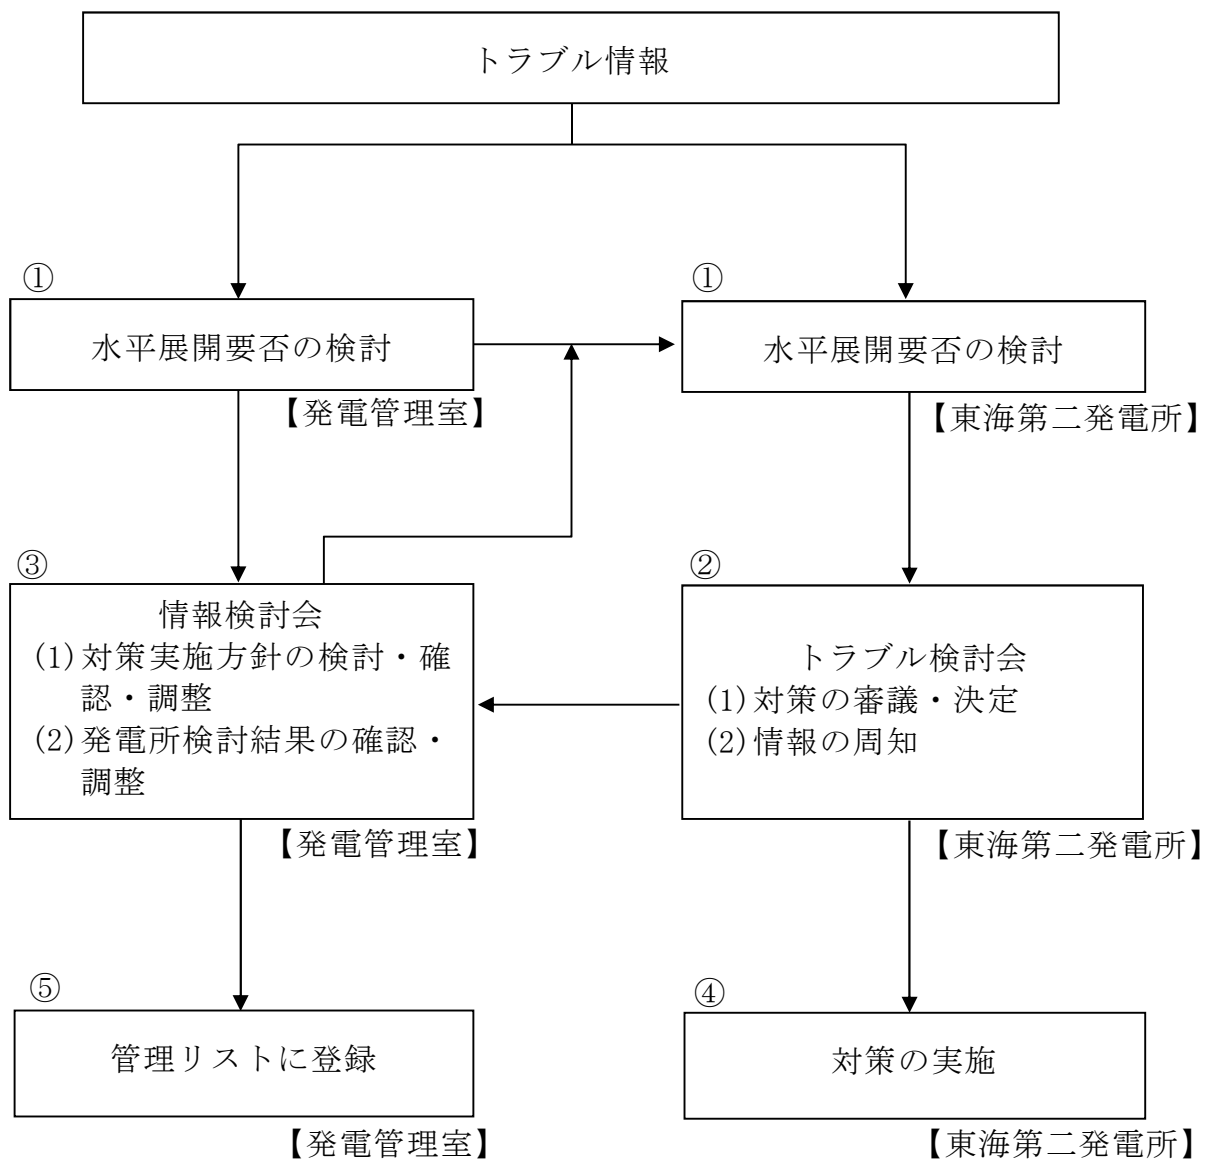 トラブル情報
①
水平展開要否の検討
【発電管理室】
①
水平展開要否の検討
【東海第二発電所】
③
情報検討会
(1)対策実施方針の検討・確
認・調整
(2)発電所検討結果の確認・
調整
【発電管理室】
②
トラブル検討会
(1)対策の審議・決定
(2)情報の周知
【東海第二発電所】
⑤
管理リストに登録
【発電管理室】
④
対策の実施
【東海第二発電所】